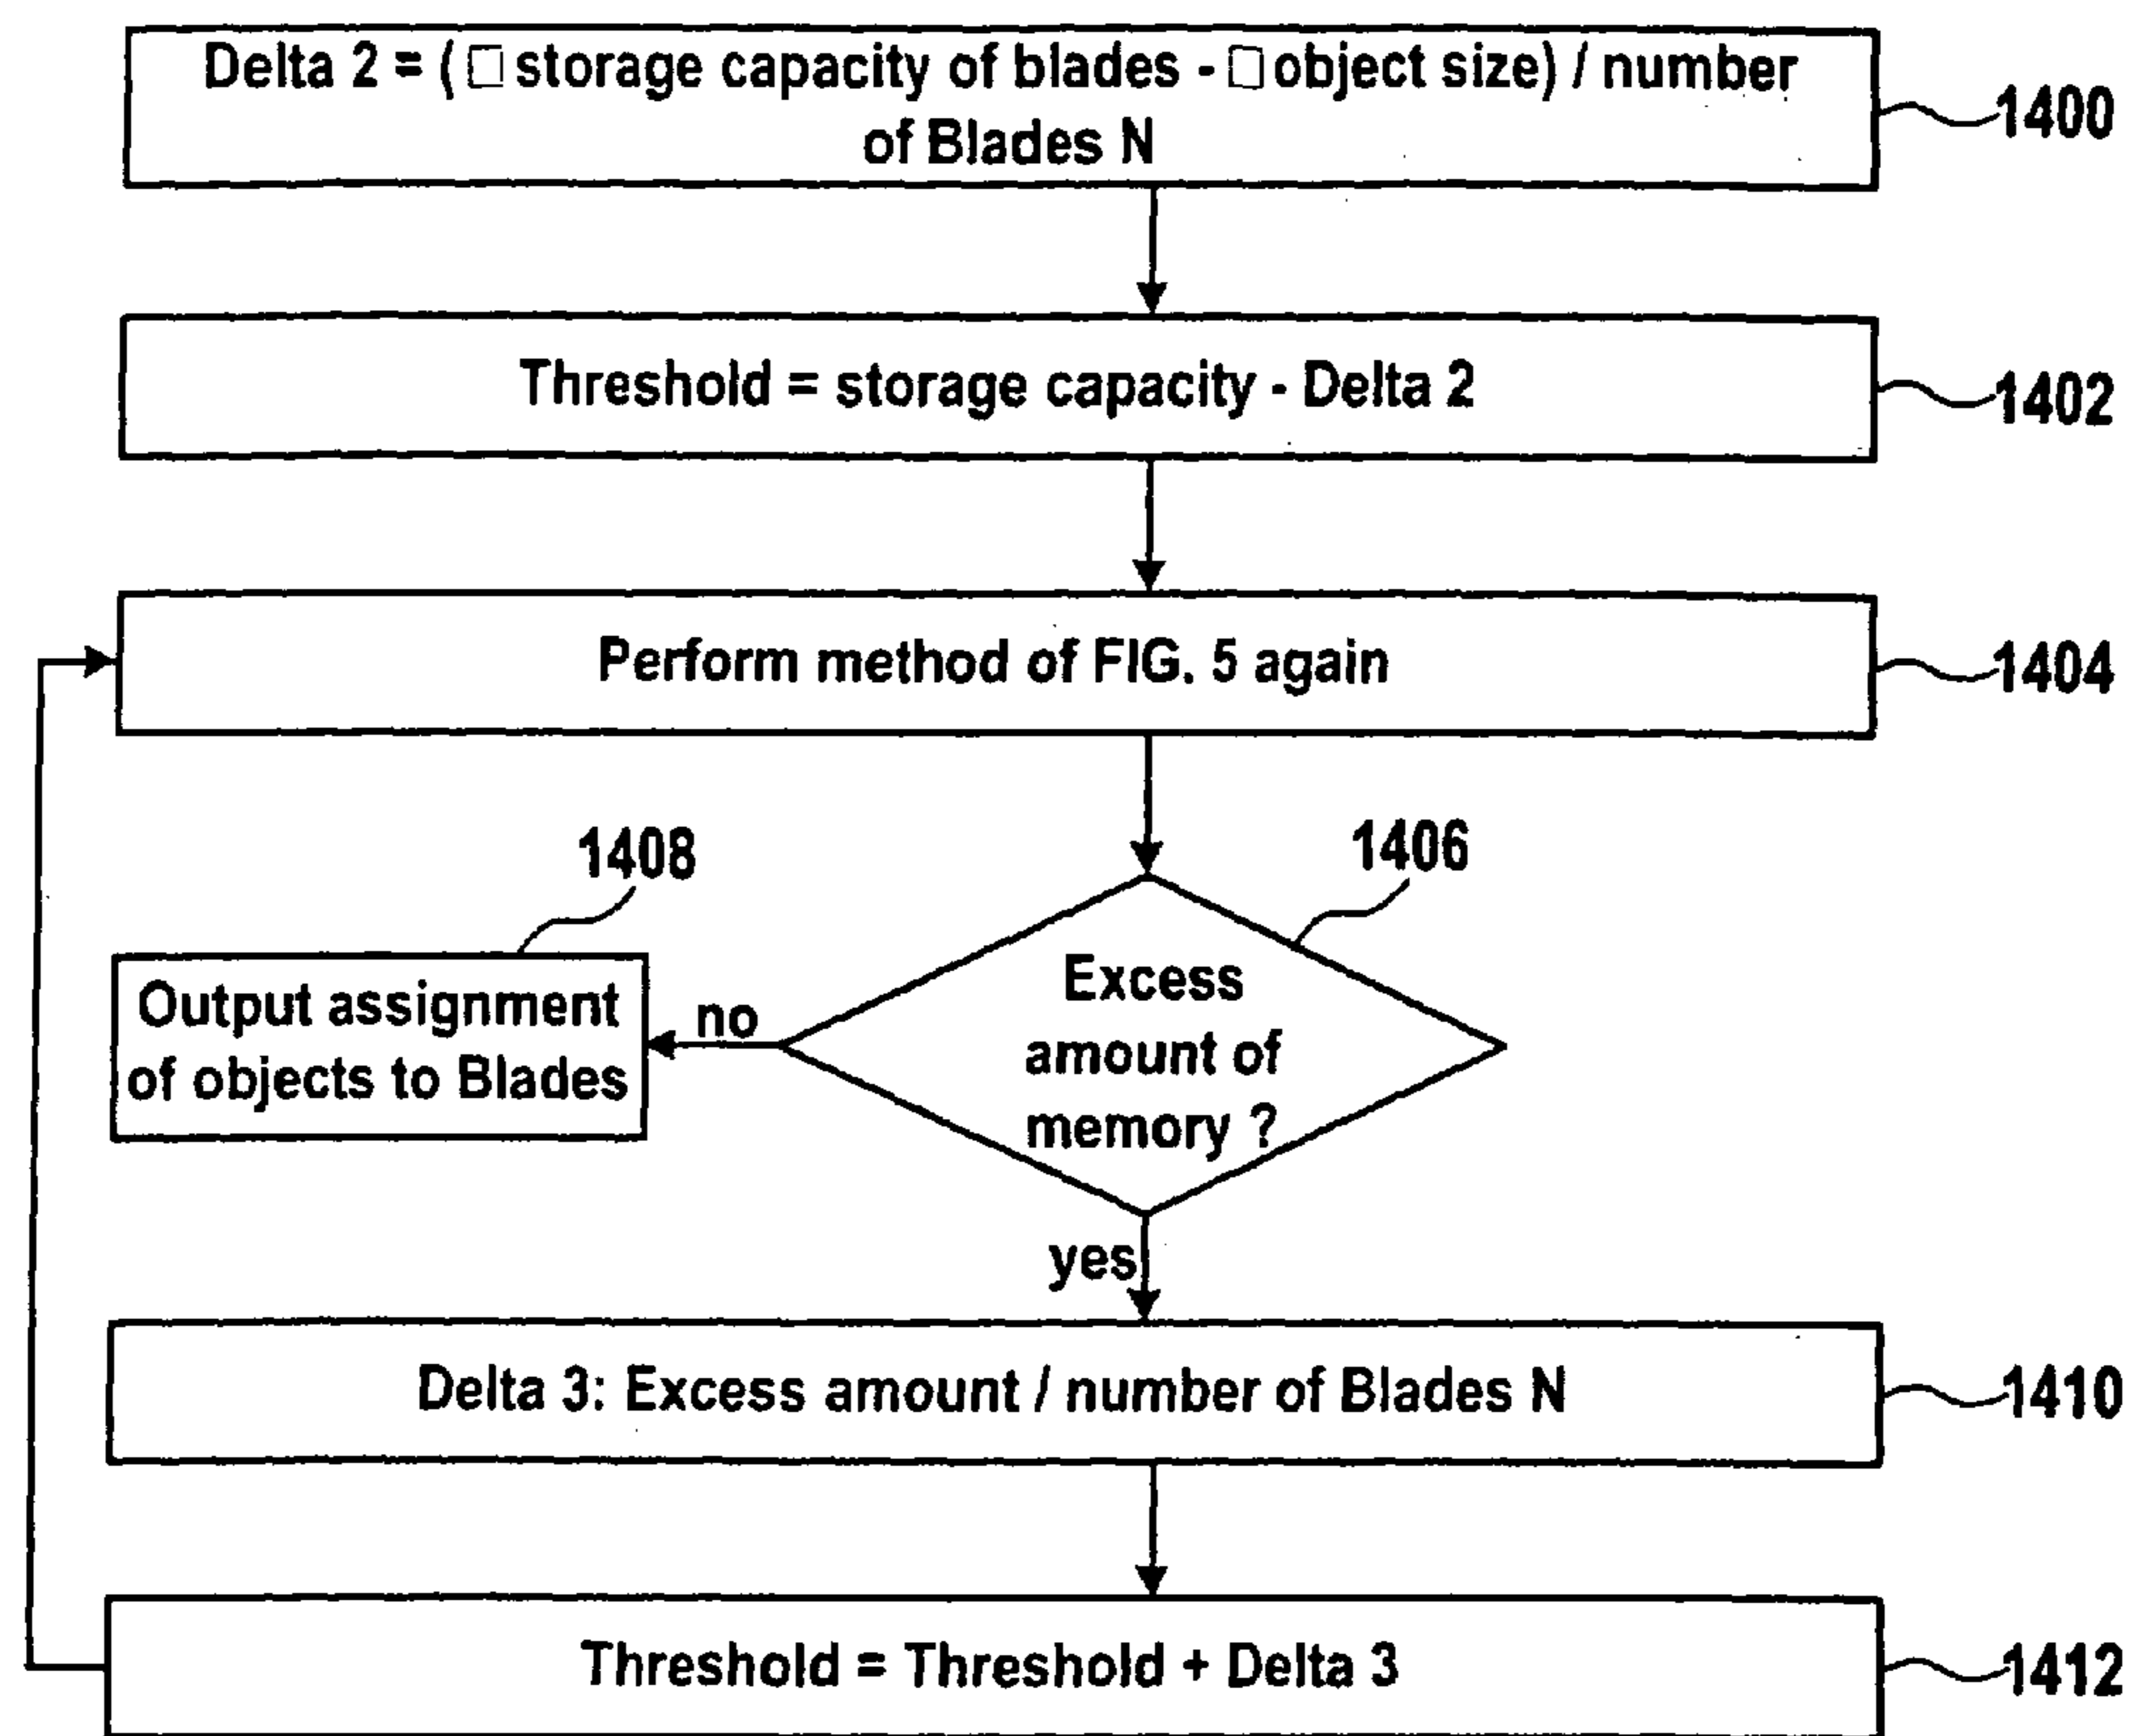 Delta 2 = (□ storage capacity of blades - □ object size) / number
of Blades N
1400
Threshold = storage capacity - Delta 2
1402
Perform method of FIG. 5 again
1404
1408
1406
Output assignment
of objects to Blades
no
Excess
amount of
memory ?
yes
Delta 3: Excess amount / number of Blades N
1410
Threshold = Threshold + Delta 3
1412